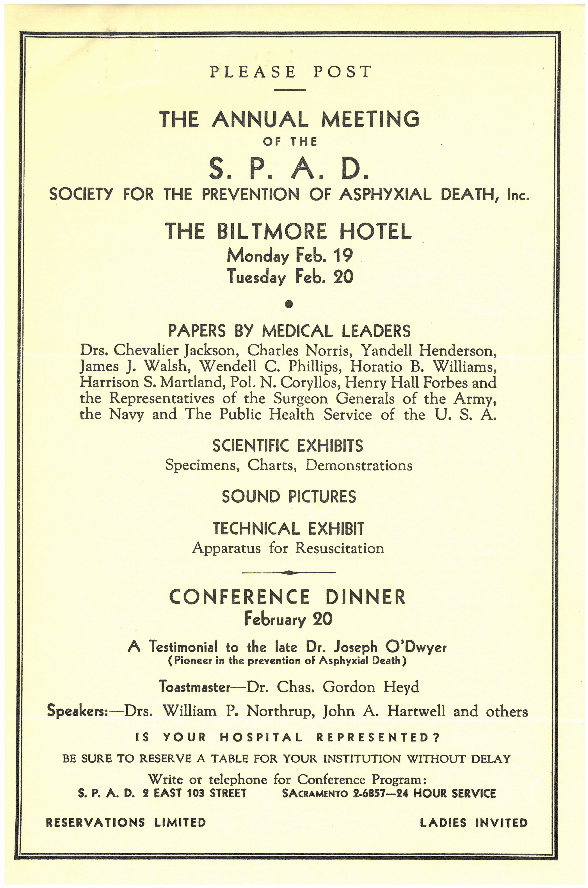 PLEASE POST
THE ANNUAL MEETING
OF THE
S. P. A. D.
SOCIETY FOR THE PREVENTION OF ASPHYXIAL DEATH, Inc.
THE BILTMORE HOTEL
Monday Feb. 19
Tuesday Feb. 20
•
PAPERS BY MEDICAL LEADERS
Drs. Chevalier Jackson, Charles Norris, Yandell Henderson,
James J. Walsh, Wendell C. Phillips, Horatio B. Williams,
Harrison S. Martland, Pol. N. Coryllos, Henry Hall Forbes and
the Representatives of the Surgeon Generals of the Army,
the Navy and The Public Health Service of the U. S. A.
SCIENTIFIC EXHIBITS
Specimens, Charts, Demonstrations
SOUND PICTURES
TECHNICAL EXHIBIT
Apparatus for Resuscitation
CONFERENCE DINNER
February 20
A Testimonial to the late Dr. Joseph O'Dwyer
(Pioneer in the prevention of Asphyxial Death)
Toastmaster—Dr. Chas. Gordon Heyd
Speakers:—Drs. William P. Northrup, John A. Hartwell and others
IS YOUR HOSPITAL REPRESENTED?
BE SURE TO RESERVE A TABLE FOR YOUR INSTITUTION WITHOUT DELAY
Write or telephone for Conference Program:
S. P. A. D. 2 EAST 103 STREET SACRAMENTO 2-6857—24 HOUR SERVICE
RESERVATIONS LIMITED LADIES INVITED